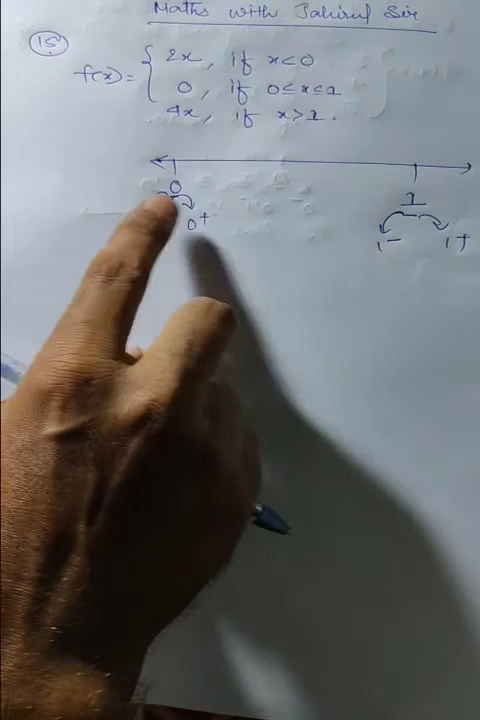 Maths with Jahirul Sir
15
f(x) = { 2x, if x<0
0, if 0≤x≤1
4x, if x>1.
0 1
0+ 1− 1+